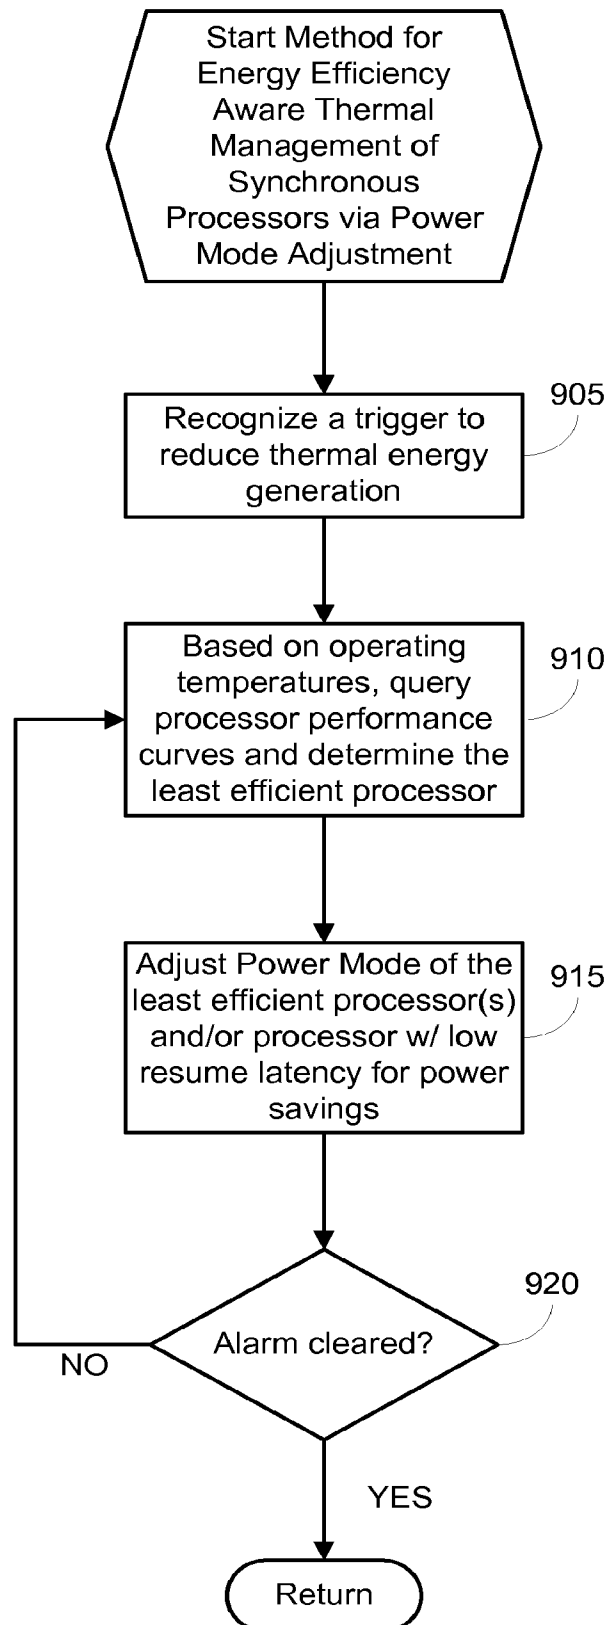 Start Method for
Energy Efficiency
Aware Thermal
Management of
Synchronous
Processors via Power
Mode Adjustment
905
Recognize a trigger to
reduce thermal energy
generation
910
Based on operating
temperatures, query
processor performance
curves and determine the
least efficient processor
915
Adjust Power Mode of the
least efficient processor(s)
and/or processor w/ low
resume latency for power
savings
920
Alarm cleared?
NO
YES
Return